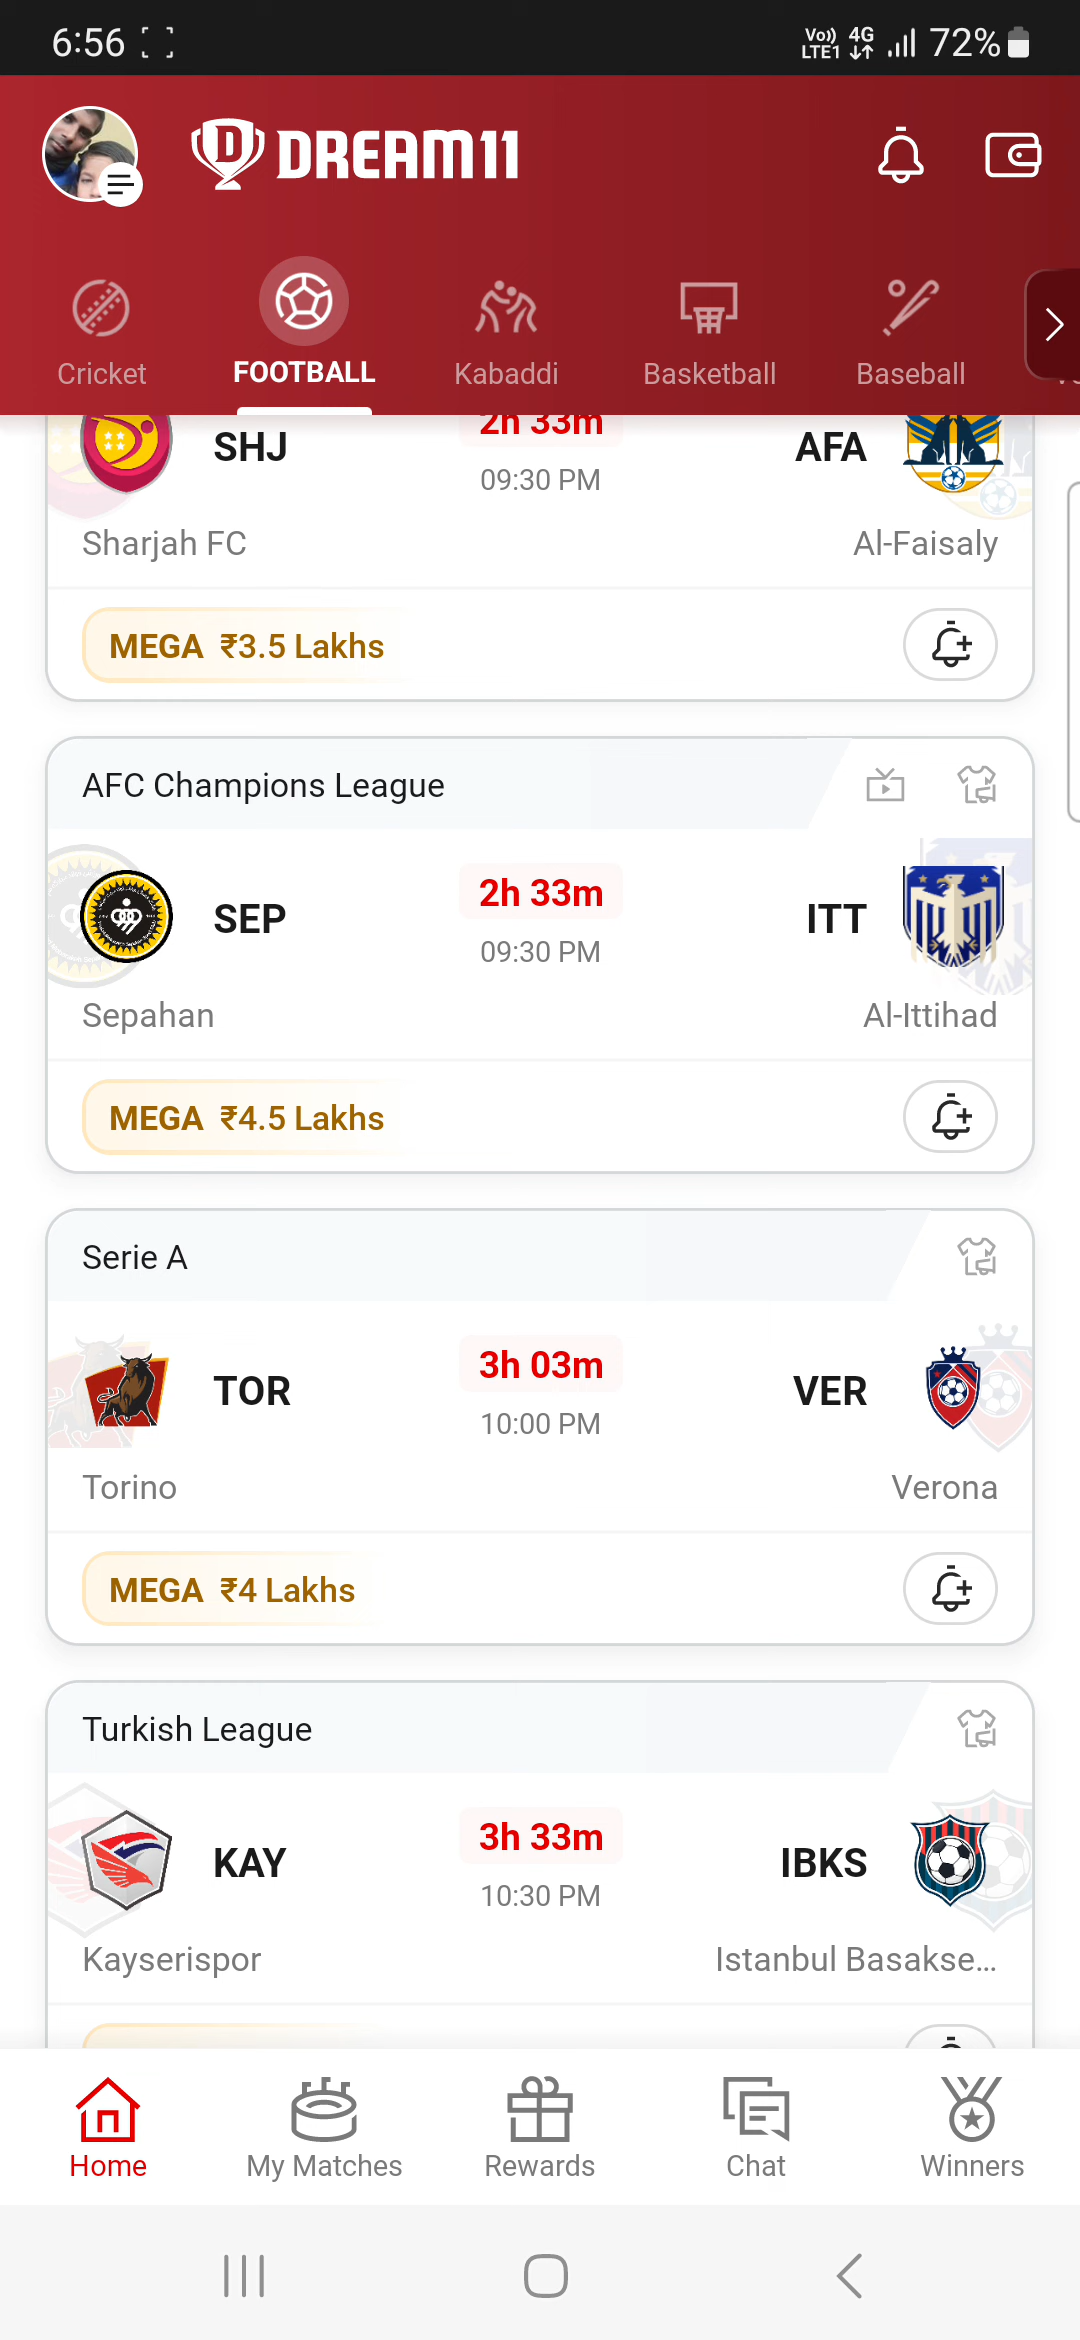 6:56
Vo) 4G 72%
LTE1
DREAM11
Cricket FOOTBALL Kabaddi Basketball Baseball
2h 33m
SHJ AFA
09:30 PM
Sharjah FC Al-Faisaly
MEGA ₹3.5 Lakhs
AFC Champions League
2h 33m
SEP ITT
09:30 PM
Sepahan Al-Ittihad
MEGA ₹4.5 Lakhs
Serie A
3h 03m
TOR VER
10:00 PM
Torino Verona
MEGA ₹4 Lakhs
Turkish League
3h 33m
KAY IBKS
10:30 PM
Kayserispor Istanbul Basakse...
Home My Matches Rewards Chat Winners